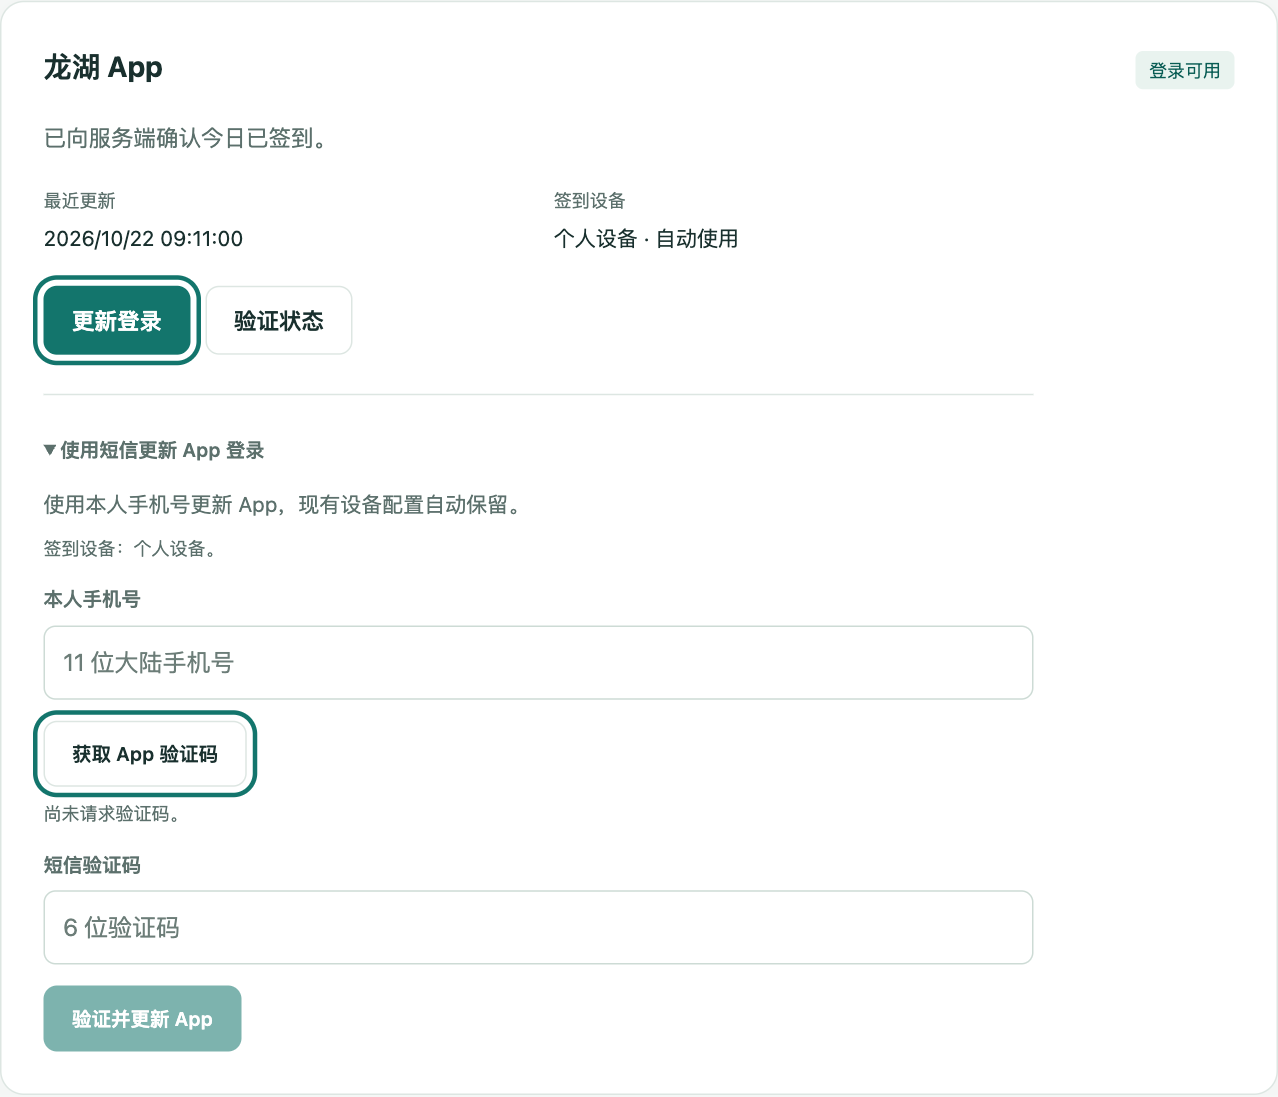 龙湖 App
登录可用
已向服务端确认今日已签到。
最近更新
签到设备
2026/10/22 09:11:00
个人设备 · 自动使用
更新登录
验证状态
▼使用短信更新 App 登录
使用本人手机号更新 App，现有设备配置自动保留。
签到设备：个人设备。
本人手机号
11 位大陆手机号
获取 App 验证码
尚未请求验证码。
短信验证码
6 位验证码
验证并更新 App